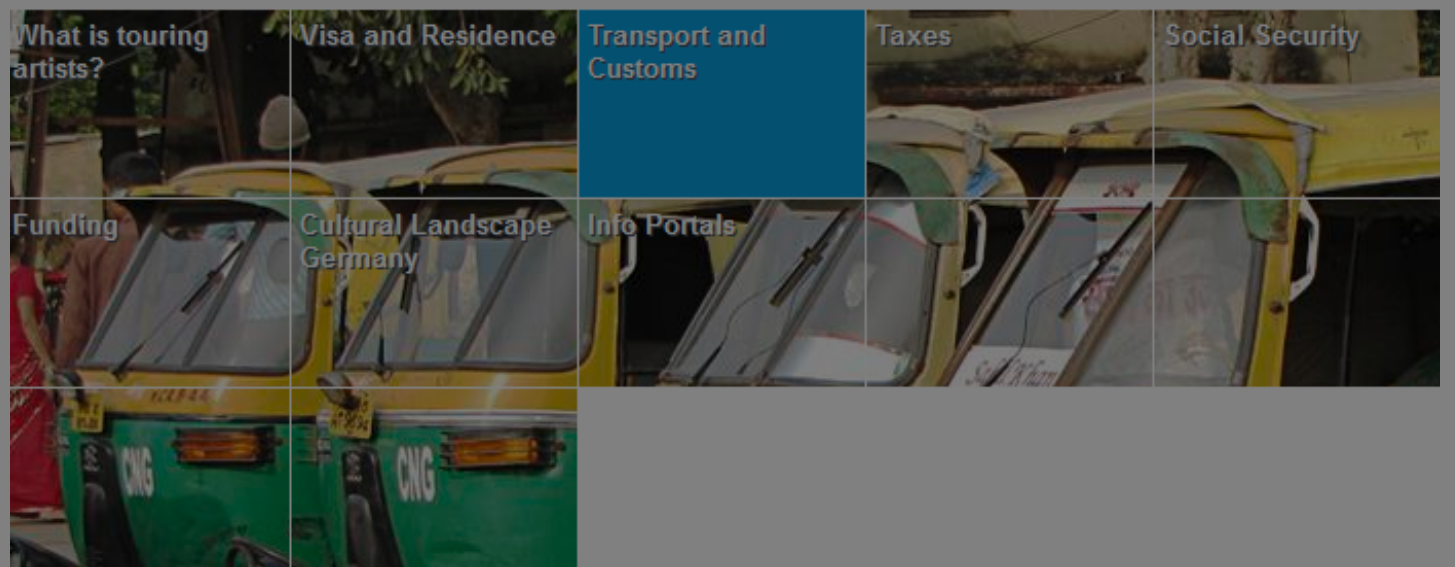 What is touring
artists?
Visa and Residence
Transport and
Customs
Taxes
Social Security
Funding
Cultural Landscape
Germany
Info Portals
CNG
CNG